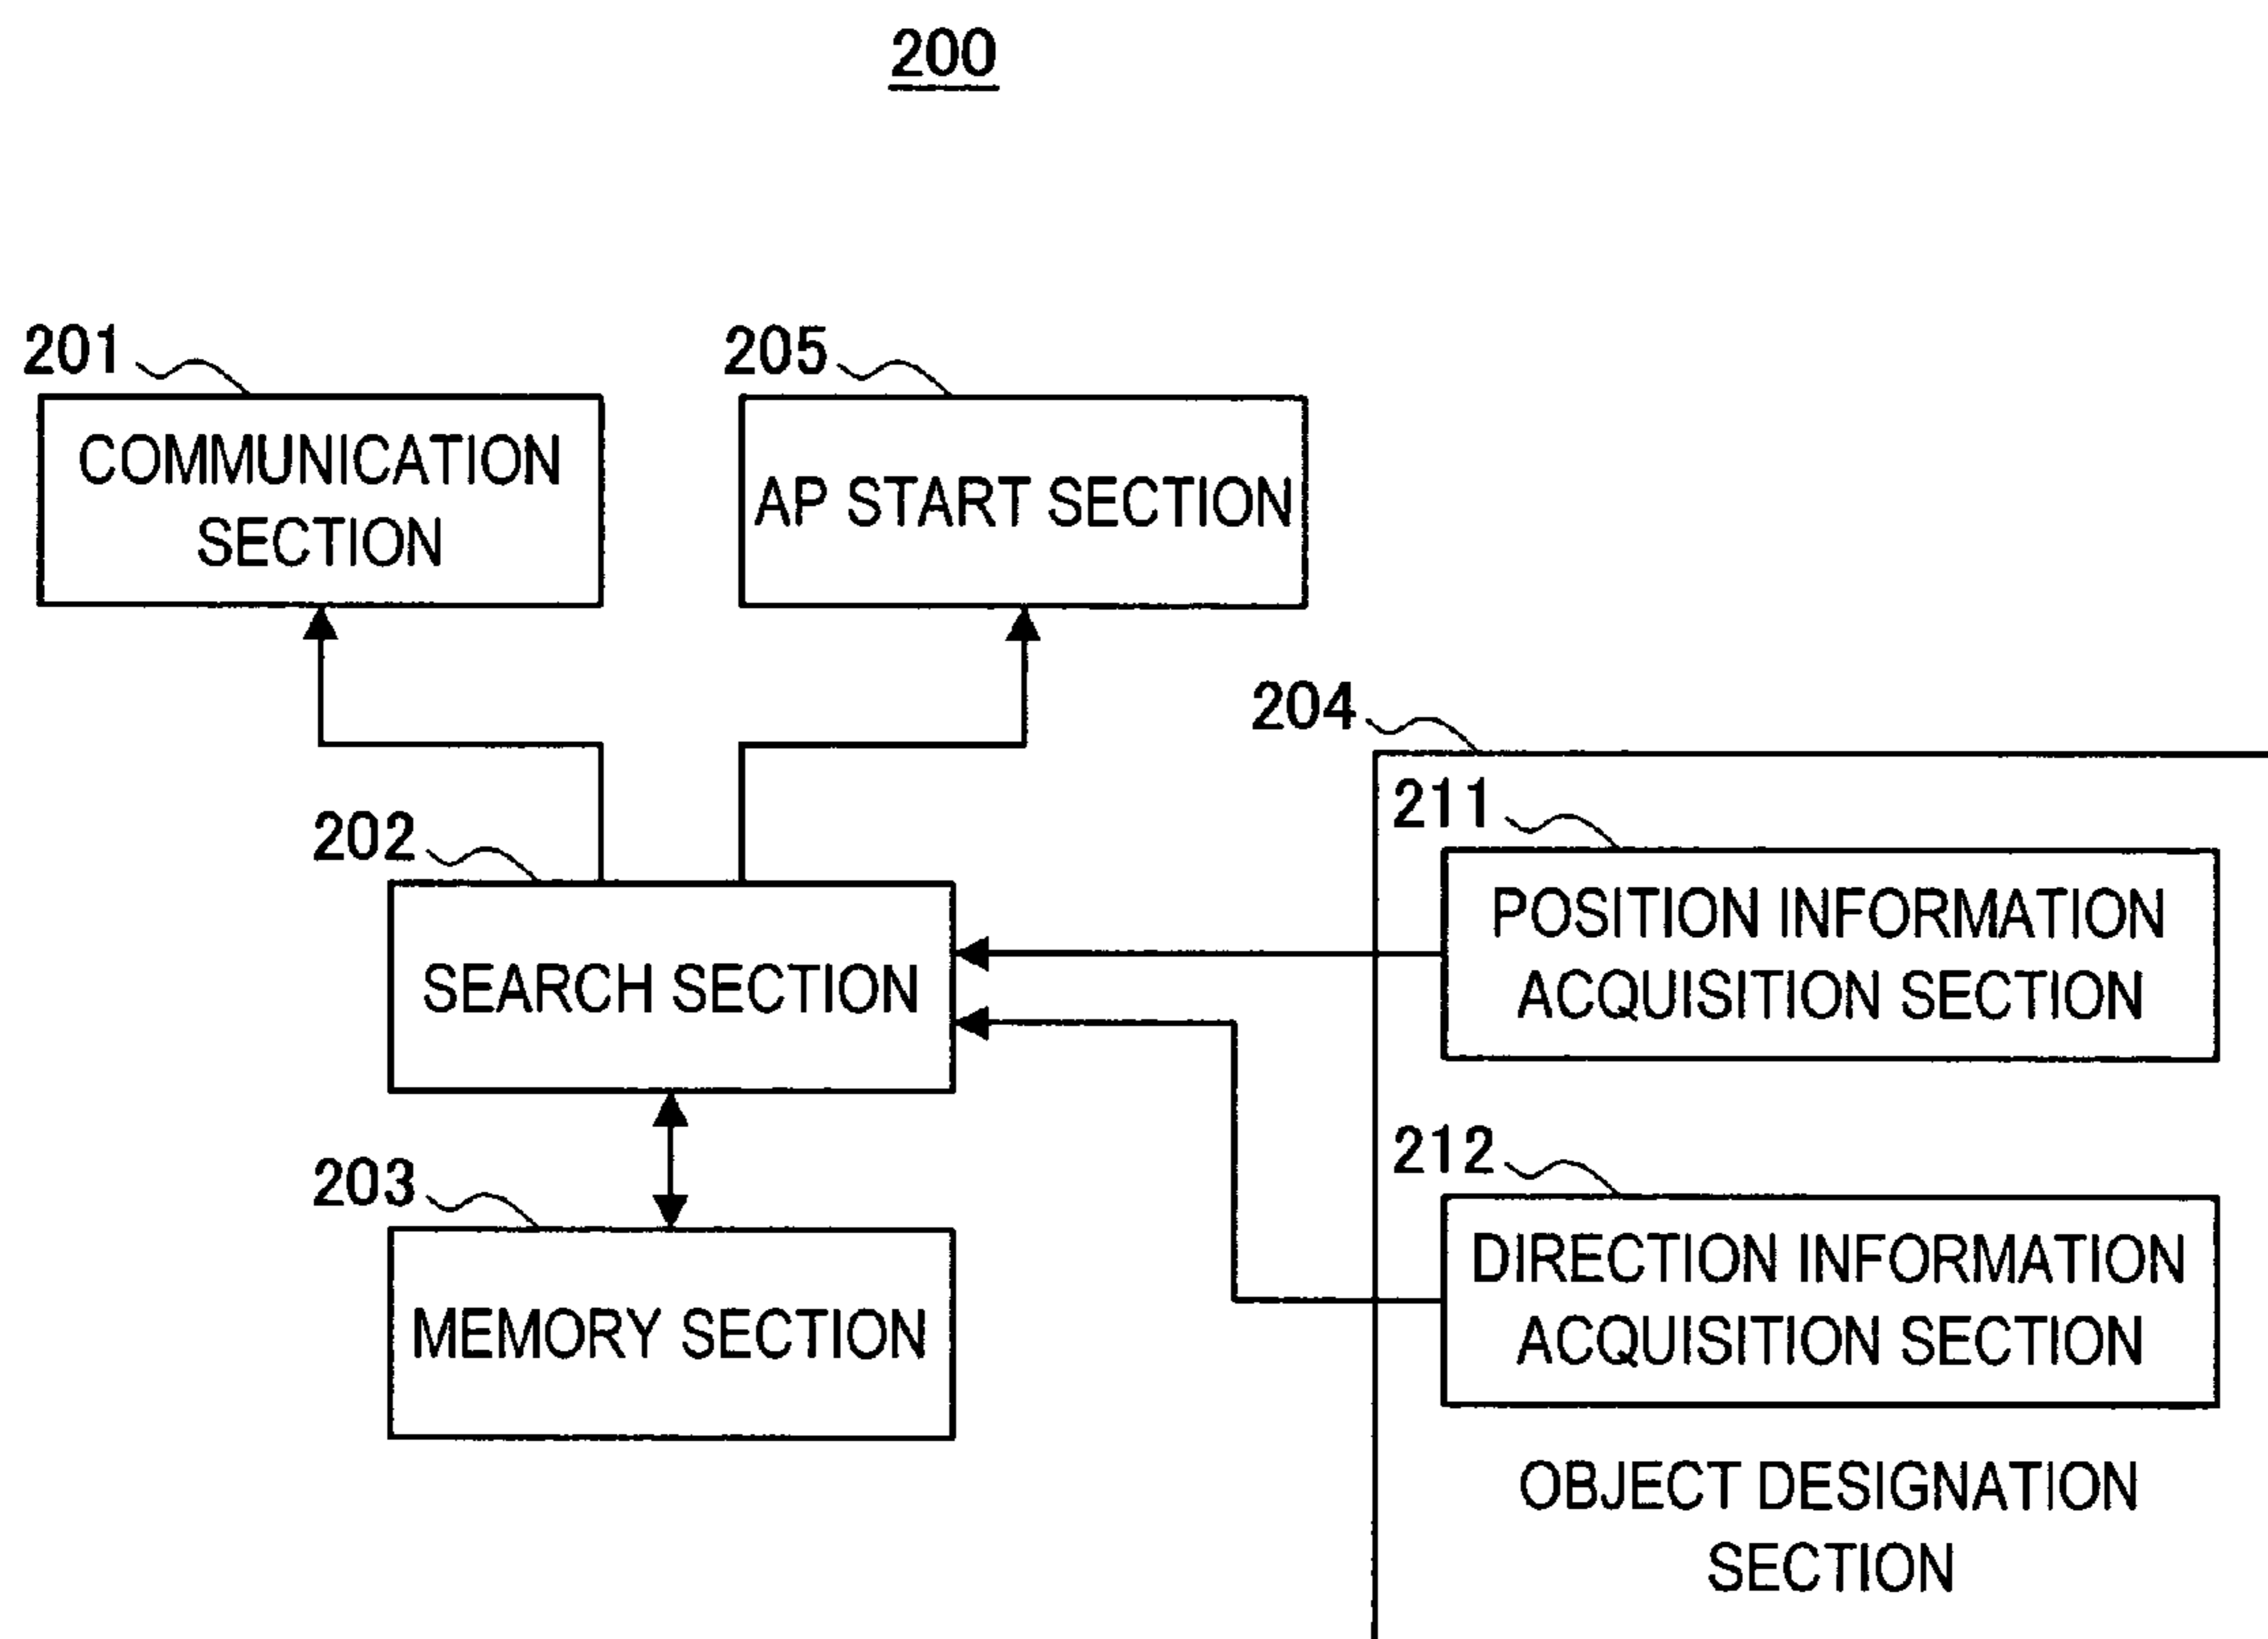 200
201
COMMUNICATION
SECTION
205
AP START SECTION
204
211
POSITION INFORMATION
ACQUISITION SECTION
202
SEARCH SECTION
212
DIRECTION INFORMATION
ACQUISITION SECTION
203
MEMORY SECTION
OBJECT DESIGNATION
SECTION